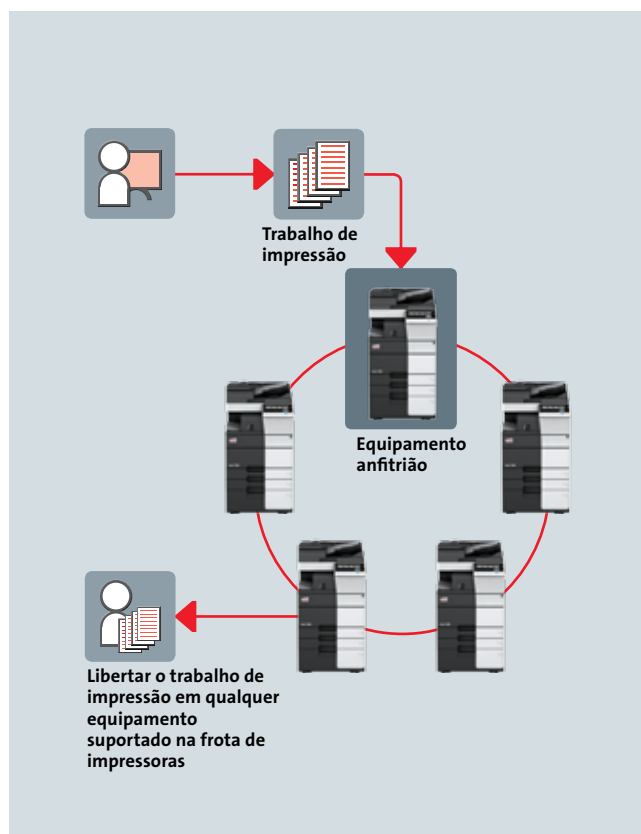 Trabalho de
impressão
Equipamento
anfitrião
Libertar o trabalho de
impressão em qualquer
equipamento
suportado na frota de
impressoras